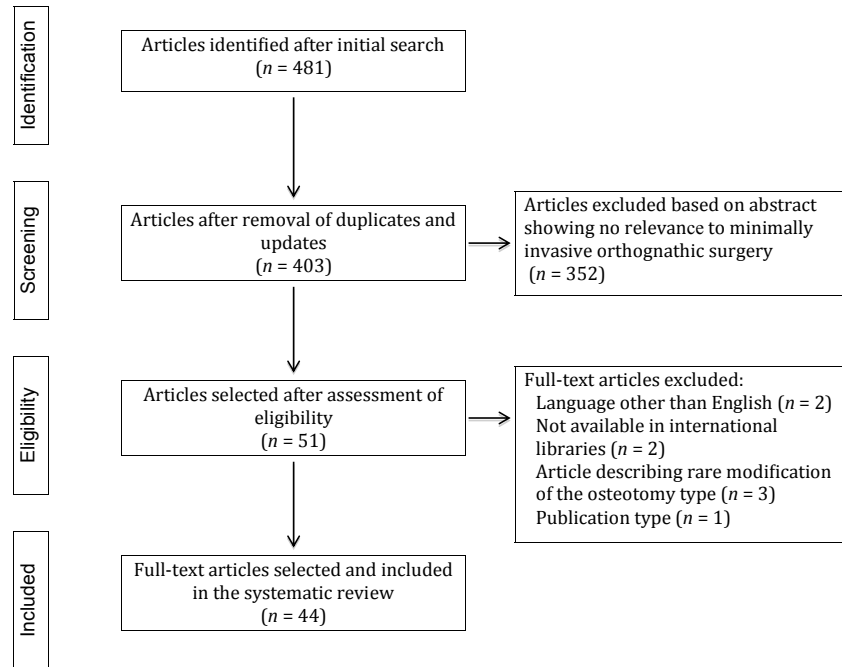 Identification
Articles identified after initial search
(n = 481)
Screening
Articles after removal of duplicates and
updates
(n = 403)
Articles excluded based on abstract
showing no relevance to minimally
invasive orthognathic surgery
(n = 352)
Eligibility
Articles selected after assessment of
eligibility
(n = 51)
Full-text articles excluded:
Language other than English (n = 2)
Not available in international
libraries (n = 2)
Article describing rare modification
of the osteotomy type (n = 3)
Publication type (n = 1)
Included
Full-text articles selected and included
in the systematic review
(n = 44)